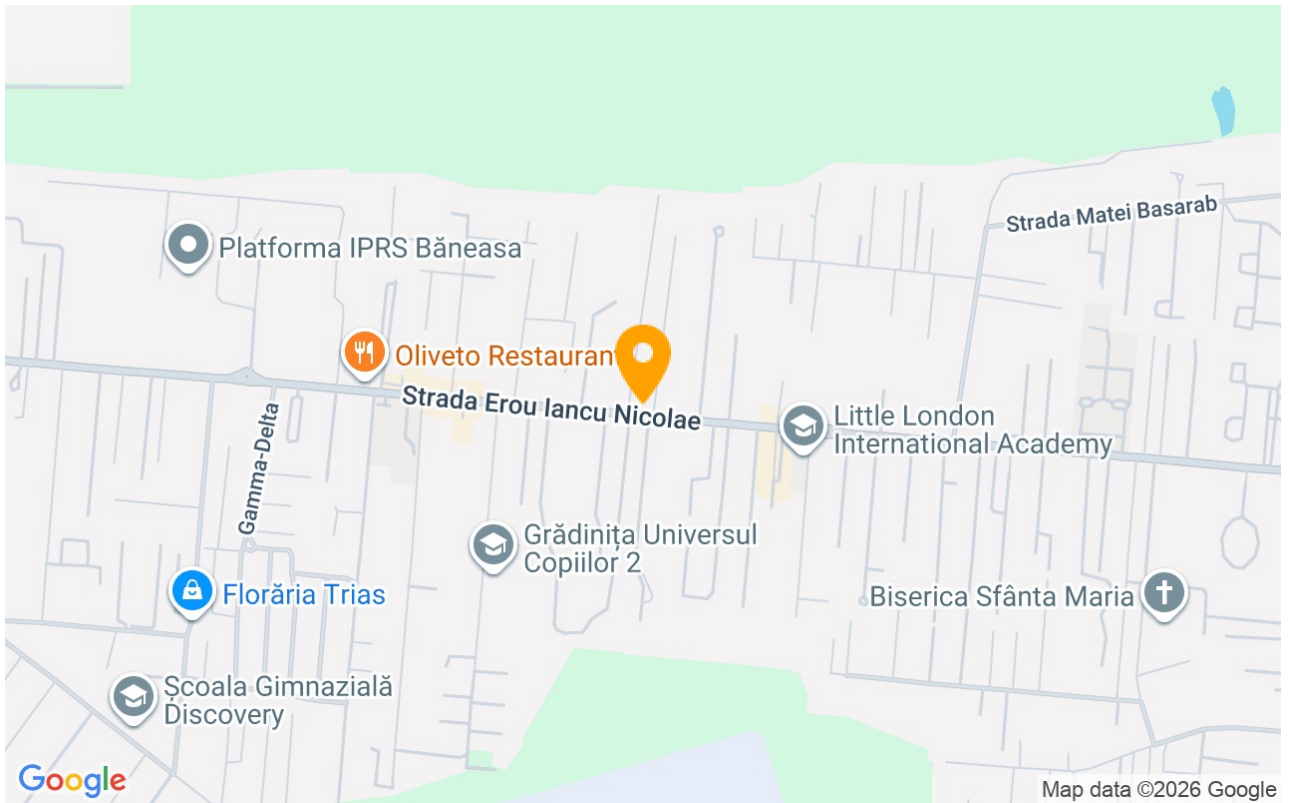 Strada Matei Basarab
Platforma IPRS Băneasa
Oliveto Restaurant
Strada Erou Iancu Nicolae
Little London
International Academy
Gamma-Delta
Grădinița Universul
Copiilor 2
Florăria Trias
Biserica Sfânta Maria
Școala Gimnazială
Discovery
Google
Map data ©2026 Google